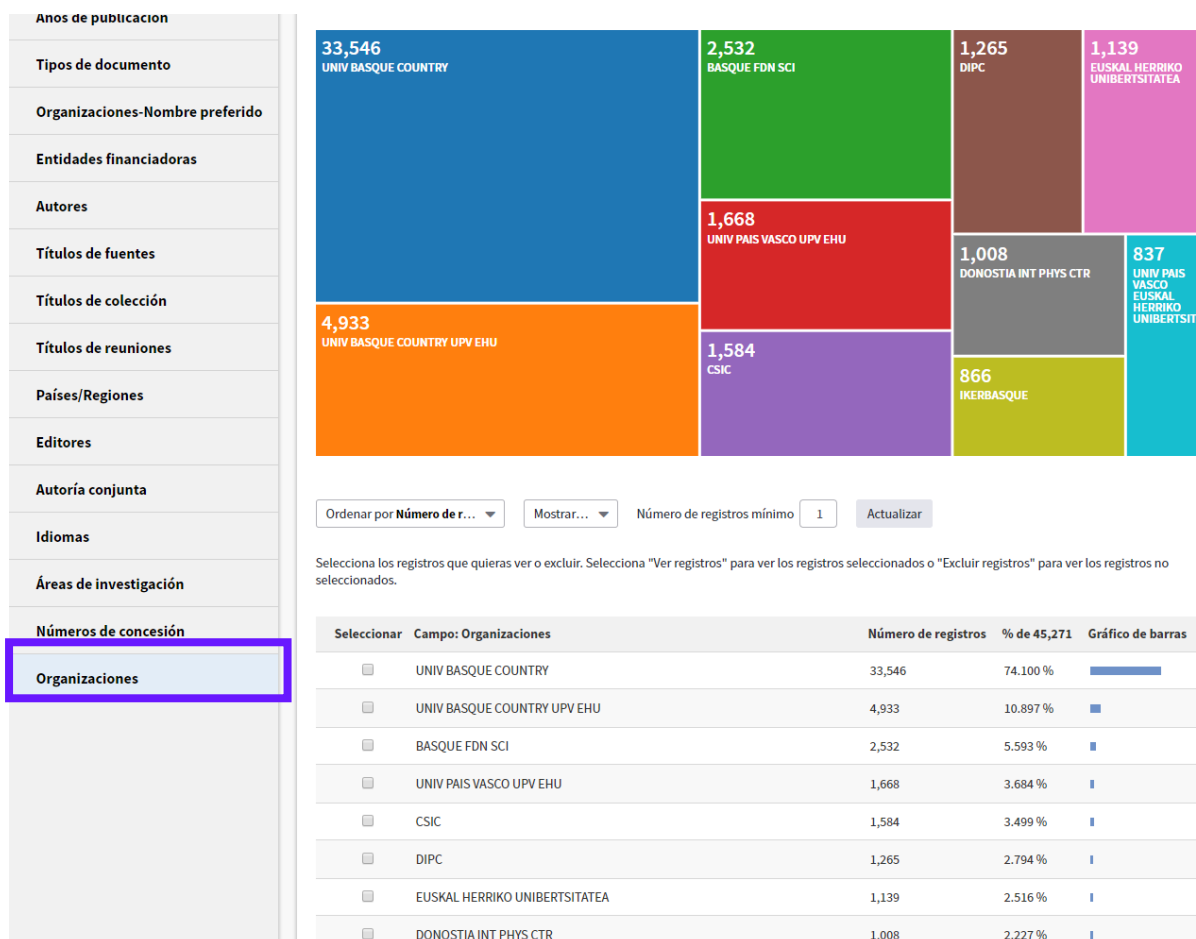 Años de publicación
Tipos de documento
Organizaciones-Nombre preferido
Entidades financiadoras
Autores
Títulos de fuentes
Títulos de colección
Títulos de reuniones
Países/Regiones
Editores
Autoría conjunta
Idiomas
Áreas de investigación
Números de concesión
Organizaciones
33,546
UNIV BASQUE COUNTRY
4,933
UNIV BASQUE COUNTRY UPV EHU
2,532
BASQUE FDN SCI
1,668
UNIV PAIS VASCO UPV EHU
1,584
CSIC
1,265
DIPC
1,139
EUSKAL HERRIKO
UNIBERTSITATEA
1,008
DONOSTIA INT PHYS CTR
866
IKERBASQUE
837
UNIV PAIS
VASCO
EUSKAL
HERRIKO
UNIBERTSIT
Ordenar por Número de r... Mostrar... Número de registros mínimo 1 Actualizar
Selecciona los registros que quieras ver o excluir. Selecciona "Ver registros" para ver los registros seleccionados o "Excluir registros" para ver los registros no
seleccionados.
Seleccionar Campo: Organizaciones Número de registros % de 45,271 Gráfico de barras
UNIV BASQUE COUNTRY 33,546 74.100 %
UNIV BASQUE COUNTRY UPV EHU 4,933 10.897 %
BASQUE FDN SCI 2,532 5.593 %
UNIV PAIS VASCO UPV EHU 1,668 3.684 %
CSIC 1,584 3.499 %
DIPC 1,265 2.794 %
EUSKAL HERRIKO UNIBERTSITATEA 1,139 2.516 %
DONOSTIA INT PHYS CTR 1,008 2.227 %